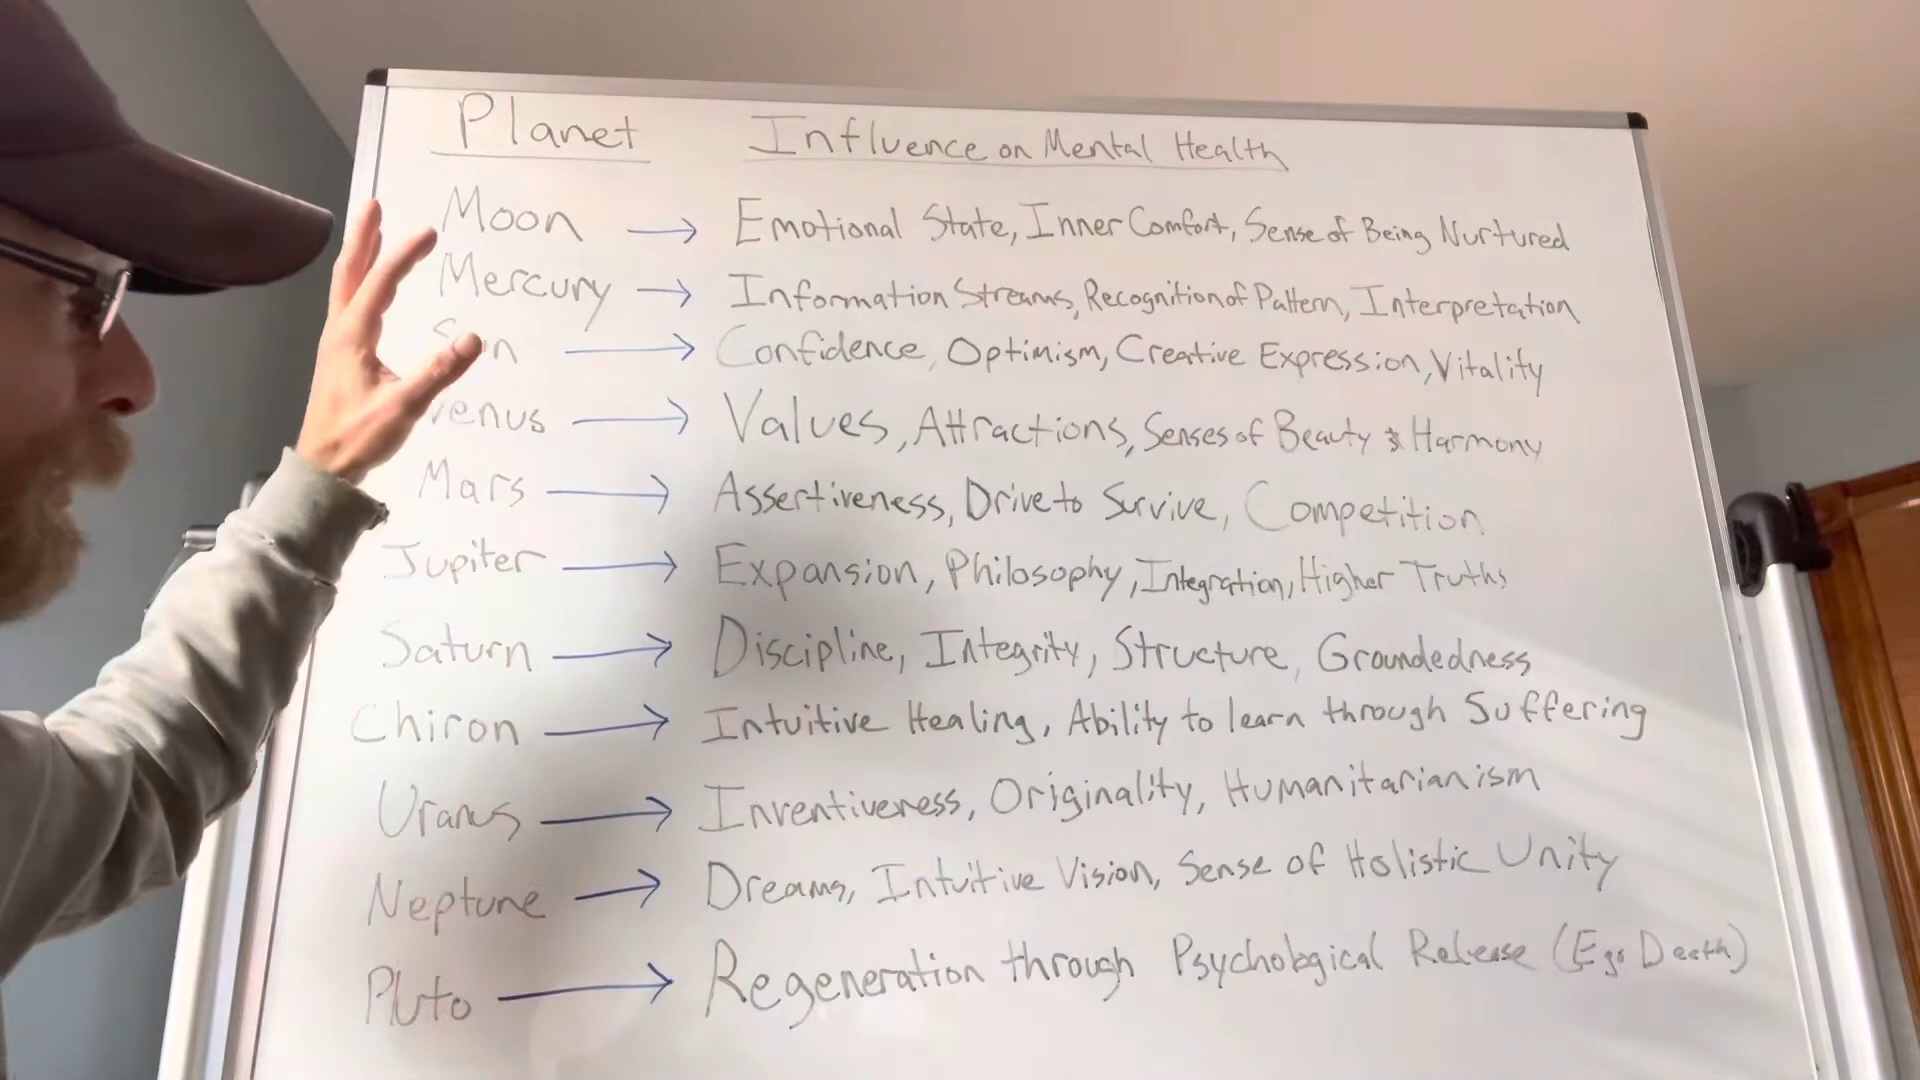 Planet Influence on Mental Health
Moon → Emotional State, Inner Comfort, Sense of Being Nurtured
Mercury → Information Streams, Recognition of Pattern, Interpretation
Sun → Confidence, Optimism, Creative Expression, Vitality
Venus → Values, Attractions, Senses of Beauty & Harmony
Mars → Assertiveness, Drive to Survive, Competition
Jupiter → Expansion, Philosophy, Integration, Higher Truths
Saturn → Discipline, Integrity, Structure, Groundedness
Chiron → Intuitive Healing, Ability to learn through Suffering
Uranus → Inventiveness, Originality, Humanitarianism
Neptune → Dreams, Intuitive Vision, Sense of Holistic Unity
Pluto → Regeneration through Psychological Release (Ego Death)